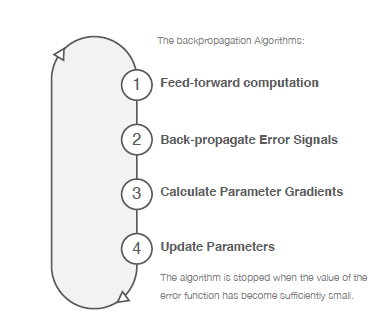 The backpropagation Algorithms:
1 Feed-forward computation
2 Back-propagate Error Signals
3 Calculate Parameter Gradients
4 Update Parameters
The algorithm is stopped when the value of the
error function has become sufficiently small.